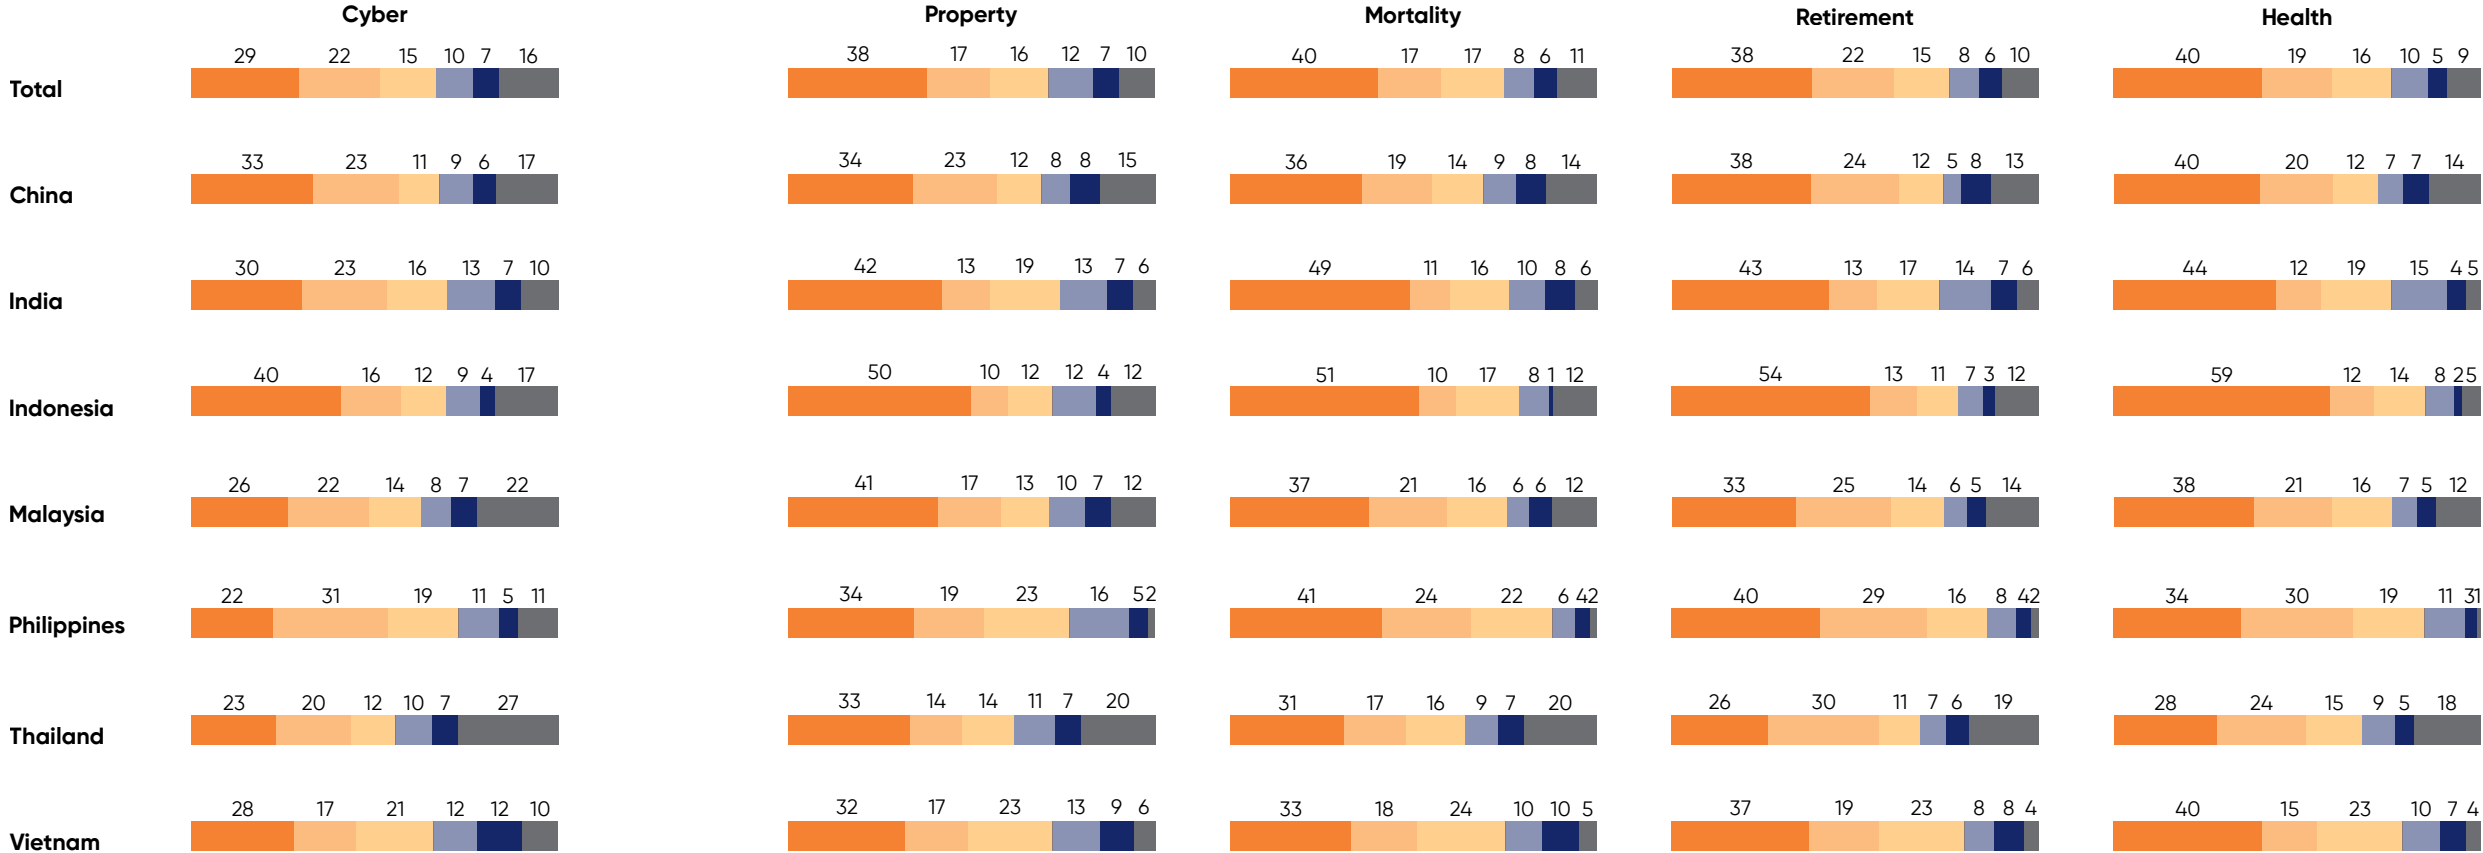 Cyber Property Mortality Retirement Health
29 22 15 10 7 16 38 17 16 12 7 10 40 17 17 8 6 11 38 22 15 8 6 10 40 19 16 10 5 9
Total
33 23 11 9 6 17 34 23 12 8 8 15 36 19 14 9 8 14 38 24 12 5 8 13 40 20 12 7 7 14
China
30 23 16 13 7 10 42 13 19 13 7 6 49 11 16 10 8 6 43 13 17 14 7 6 44 12 19 15 4 5
India
40 16 12 9 4 17 50 10 12 12 4 12 51 10 17 8 1 12 54 13 11 7 3 12 59 12 14 8 2 5
Indonesia
26 22 14 8 7 22 41 17 13 10 7 12 37 21 16 6 6 12 33 25 14 6 5 14 38 21 16 7 5 12
Malaysia
22 31 19 11 5 11 34 19 23 16 5 2 41 24 22 6 4 2 40 29 16 8 4 2 34 30 19 11 3 1
Philippines
23 20 12 10 7 27 33 14 14 11 7 20 31 17 16 9 7 20 26 30 11 7 6 19 28 24 15 9 5 18
Thailand
28 17 21 12 12 10 32 17 23 13 9 6 33 18 24 10 10 5 37 19 23 8 8 4 40 15 23 10 7 4
Vietnam